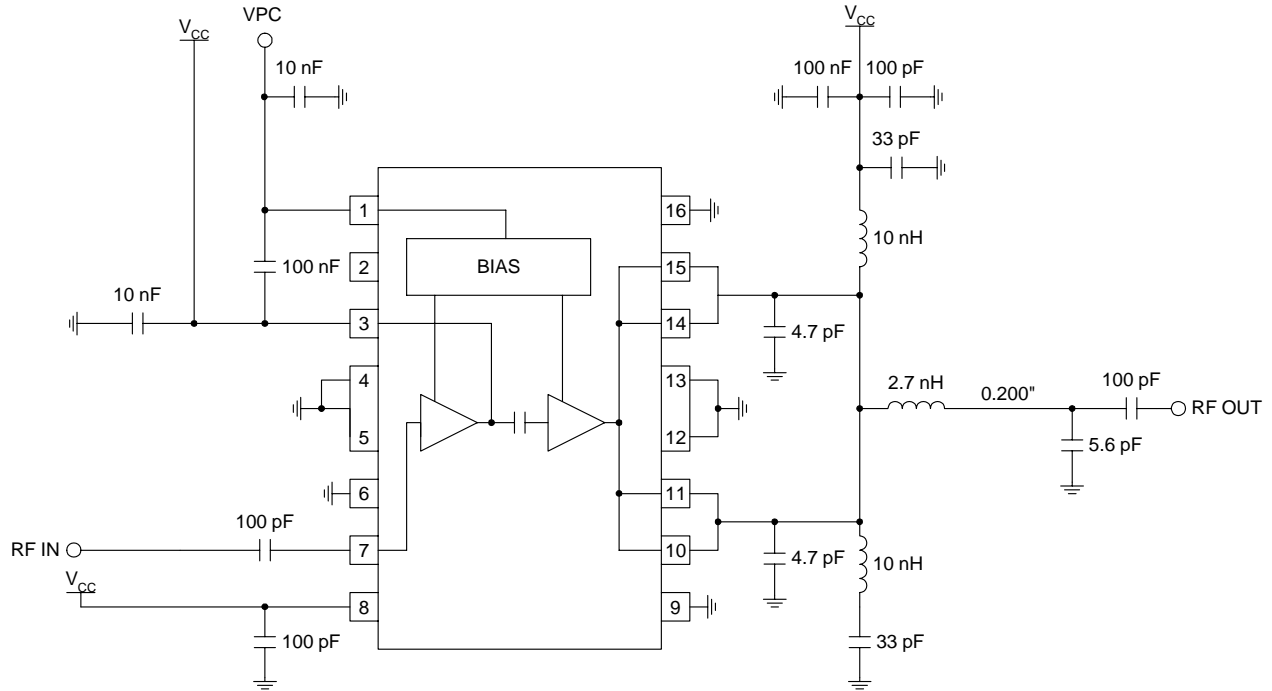 VPC
VCC
VCC
10 nF
100 nF
100 pF
33 pF
1
16
10 nH
2
BIAS
15
100 nF
10 nF
3
14
4.7 pF
4
13
2.7 nH
0.200"
100 pF
RF OUT
5
12
5.6 pF
6
11
100 pF
RF IN
7
10
4.7 pF
10 nH
VCC
8
9
100 pF
33 pF